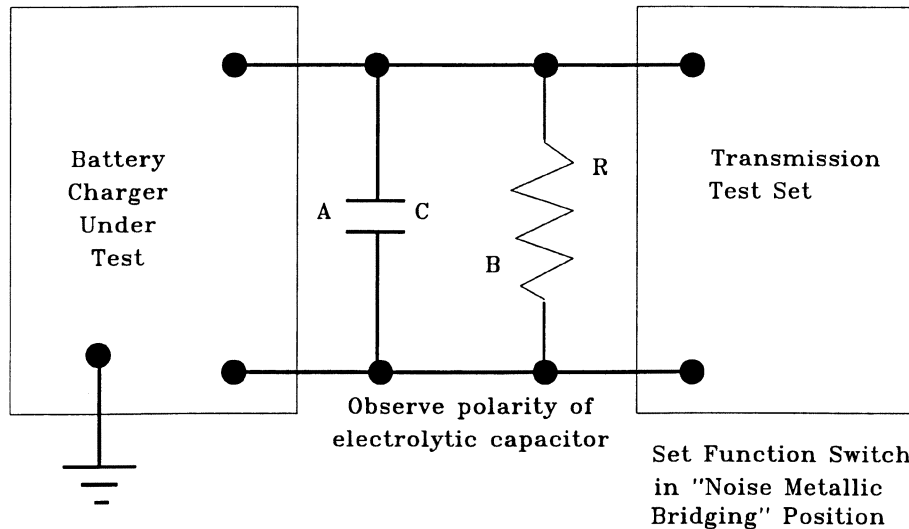 Battery
Charger
Under
Test
A
C
R
B
Transmission
Test Set
Observe polarity of
electrolytic capacitor
Set Function Switch
in "Noise Metallic
Bridging" Position